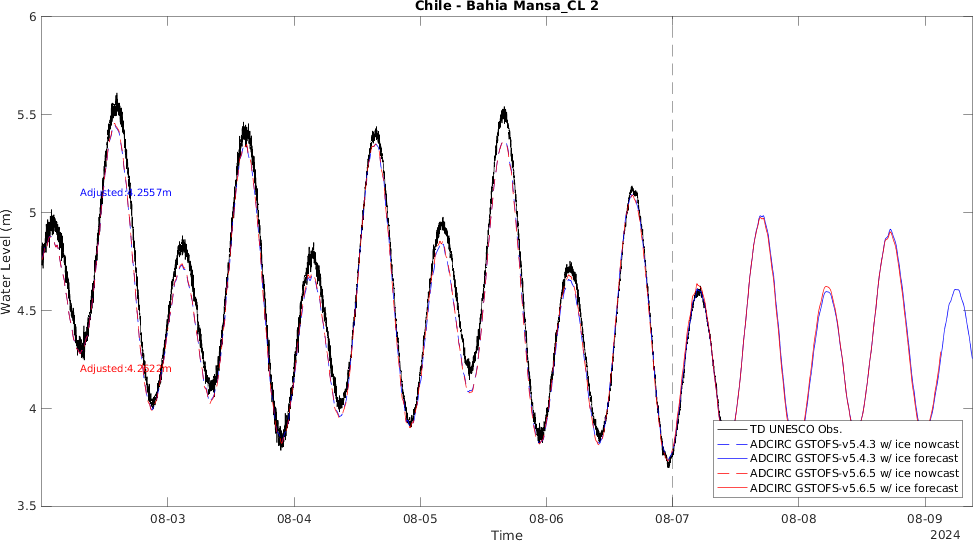 Chile - Bahia Mansa_CL 2
Water Level (m)
6
5.5
5
4.5
4
3.5
Adjusted:4.2557m
Adjusted:4.2622m
TD UNESCO Obs.
ADCIRC GSTOFS-v5.4.3 w/ ice nowcast
ADCIRC GSTOFS-v5.4.3 w/ ice forecast
ADCIRC GSTOFS-v5.6.5 w/ ice nowcast
ADCIRC GSTOFS-v5.6.5 w/ ice forecast
08-03
08-04
08-05
08-06
08-07
08-08
08-09
Time
2024